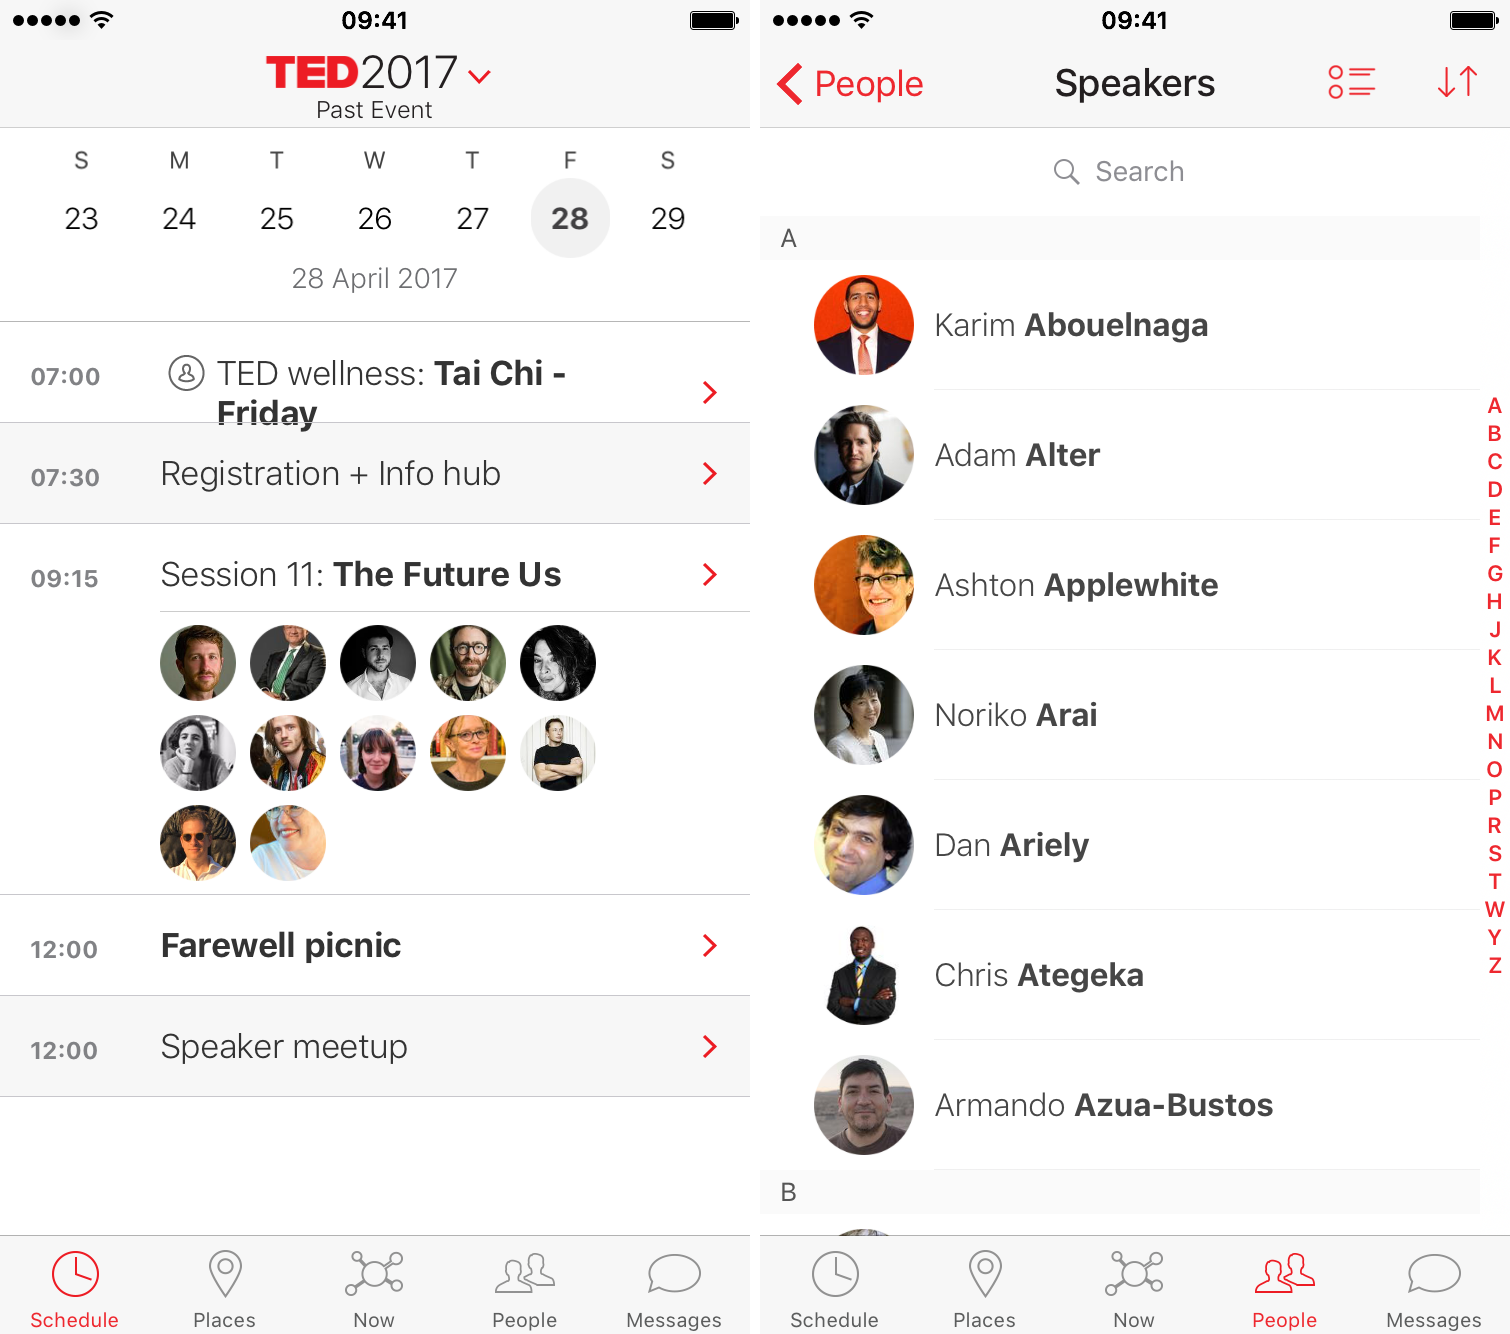 09:41
TED2017
Past Event
S M T W T F S
23 24 25 26 27 28 29
28 April 2017
07:00 TED wellness: Tai Chi -
Friday
07:30 Registration + Info hub
09:15 Session 11: The Future Us
12:00 Farewell picnic
12:00 Speaker meetup
Schedule Places Now People Messages
09:41
People Speakers
Search
A
Karim Abouelnaga
Adam Alter
Ashton Applewhite
Noriko Arai
Dan Ariely
Chris Ategeka
Armando Azua-Bustos
B
A
B
C
D
E
F
G
H
J
K
L
M
N
O
P
R
S
T
W
Y
Z
Schedule Places Now People Messages